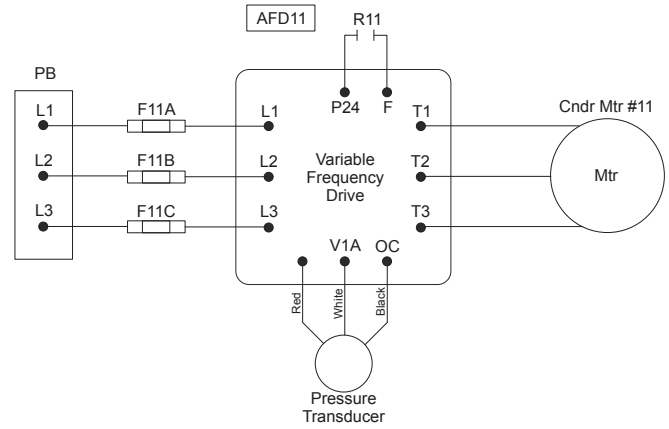 AFD11
R11
PB
P24 F
Cndr Mtr #11
L1
F11A
L1
T1
L2
F11B
L2
Variable
Frequency
Drive
T2
Mtr
L3
F11C
L3
T3
V1A
OC
Red
White
Black
Pressure
Transducer